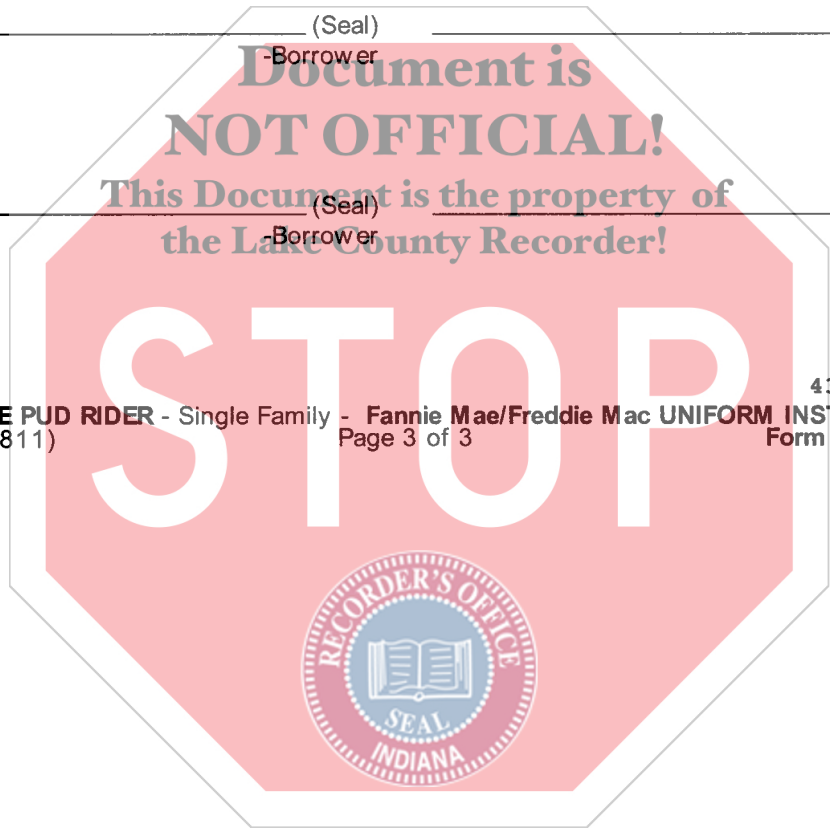 (Seal)
-Borrower
Document is
NOT OFFICIAL!
This Document is the property of
the Lake County Recorder!
(Seal)
-Borrower
STOP
43
E PUD RIDER - Single Family - Fannie Mae/Freddie Mac UNIFORM INST
811) Page 3 of 3 Form
RECORDER'S OFFICE
SEAL
INDIANA